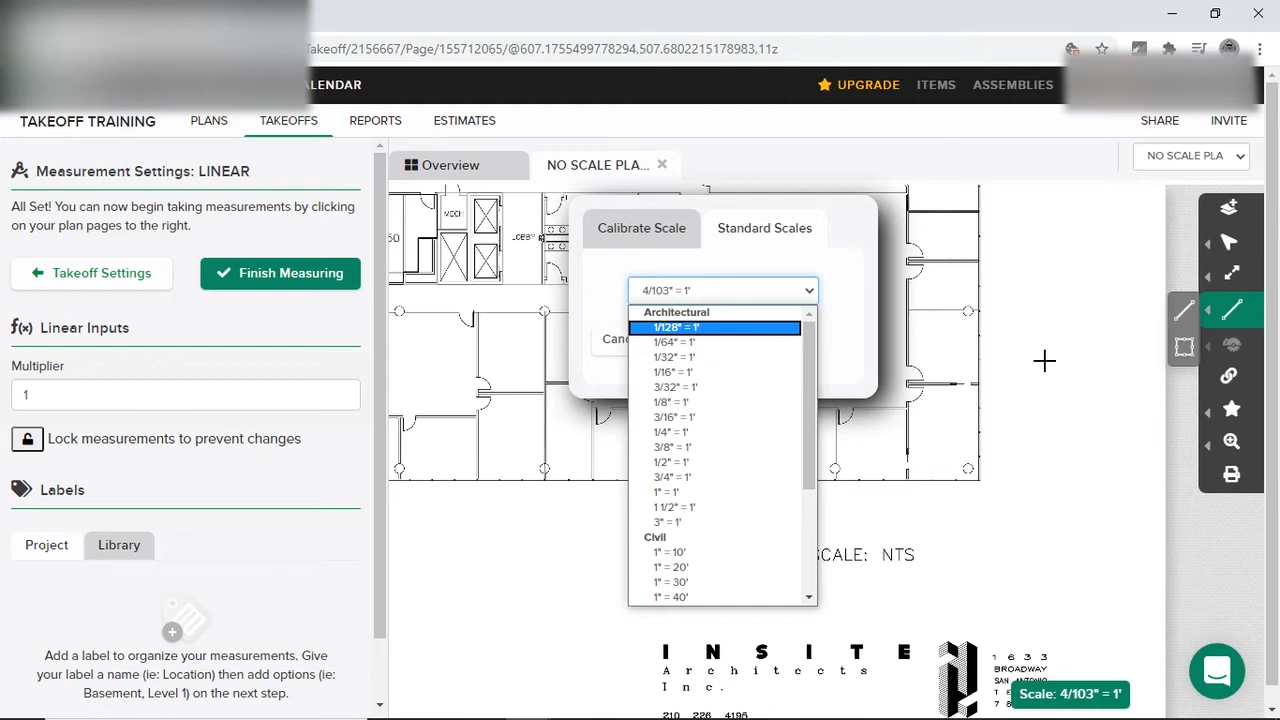 Takeoff/2156667/Page/155712065/@607.1755499778294,507.6802215178983,11z
ALENDAR
UPGRADE
ITEMS
ASSEMBLIES
TAKEOFF TRAINING
PLANS
TAKEOFFS
REPORTS
ESTIMATES
SHARE
INVITE
Measurement Settings: LINEAR
All Set! You can now begin taking measurements by clicking
on your plan pages to the right.
Takeoff Settings
Finish Measuring
f(x) Linear Inputs
Multiplier
1
Lock measurements to prevent changes
Labels
Project
Library
Add a label to organize your measurements. Give
your label a name (ie: Location) then add options (ie:
Basement, Level 1) on the next step.
Overview
NO SCALE PLA...
NO SCALE PLA
MECH
LOBBY
50
Calibrate Scale
Standard Scales
4/103" = 1'
Canc
Architectural
1/128" = 1'
1/64" = 1'
1/32" = 1'
1/16" = 1'
3/32" = 1'
1/8" = 1'
3/16" = 1'
1/4" = 1'
3/8" = 1'
1/2" = 1'
3/4" = 1'
1" = 1'
1 1/2" = 1'
3" = 1'
Civil
1" = 10'
1" = 20'
1" = 30'
1" = 40'
SCALE: NTS
INSITE
Architects
Inc.
210 226 4195
1633
BROADWAY
SAN ANTONIO
Scale: 4/103" = 1'